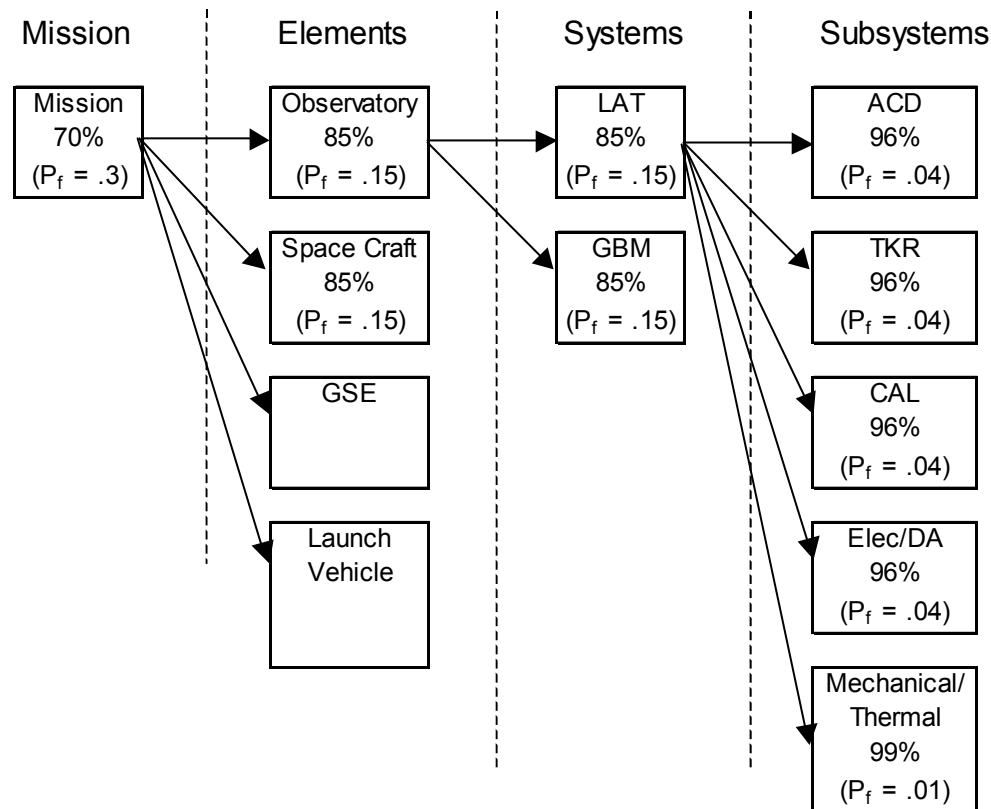 Mission
Elements
Systems
Subsystems
Mission
70%
(Pf = .3)
Observatory
85%
(Pf = .15)
Space Craft
85%
(Pf = .15)
GSE
Launch
Vehicle
LAT
85%
(Pf = .15)
GBM
85%
(Pf = .15)
ACD
96%
(Pf = .04)
TKR
96%
(Pf = .04)
CAL
96%
(Pf = .04)
Elec/DA
96%
(Pf = .04)
Mechanical/
Thermal
99%
(Pf = .01)